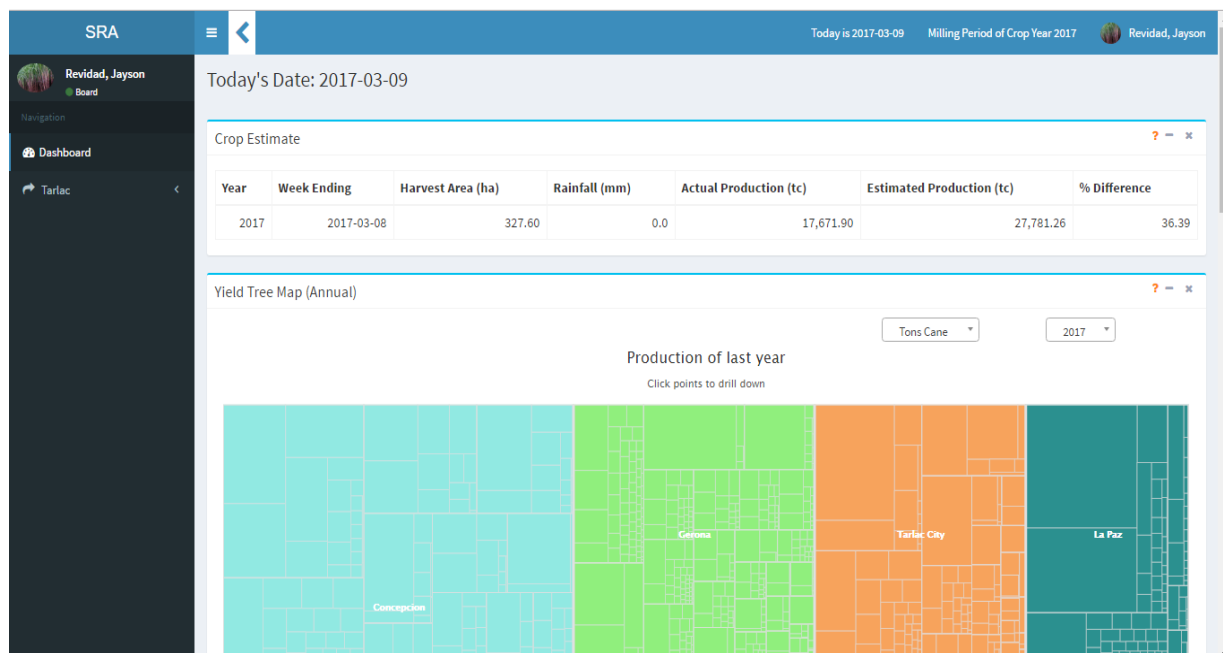 SRA
Today is 2017-03-09 Milling Period of Crop Year 2017 Revidad, Jayson
Revidad, Jayson
Board
Navigation
Dashboard
Tarlac
Today's Date: 2017-03-09
Crop Estimate
Year Week Ending Harvest Area (ha) Rainfall (mm) Actual Production (tc) Estimated Production (tc) % Difference
2017 2017-03-08 327.60 0.0 17,671.90 27,781.26 36.39
Yield Tree Map (Annual)
Tons Cane 2017
Production of last year
Click points to drill down
Gerona Tarlac City La Paz
Concepcion